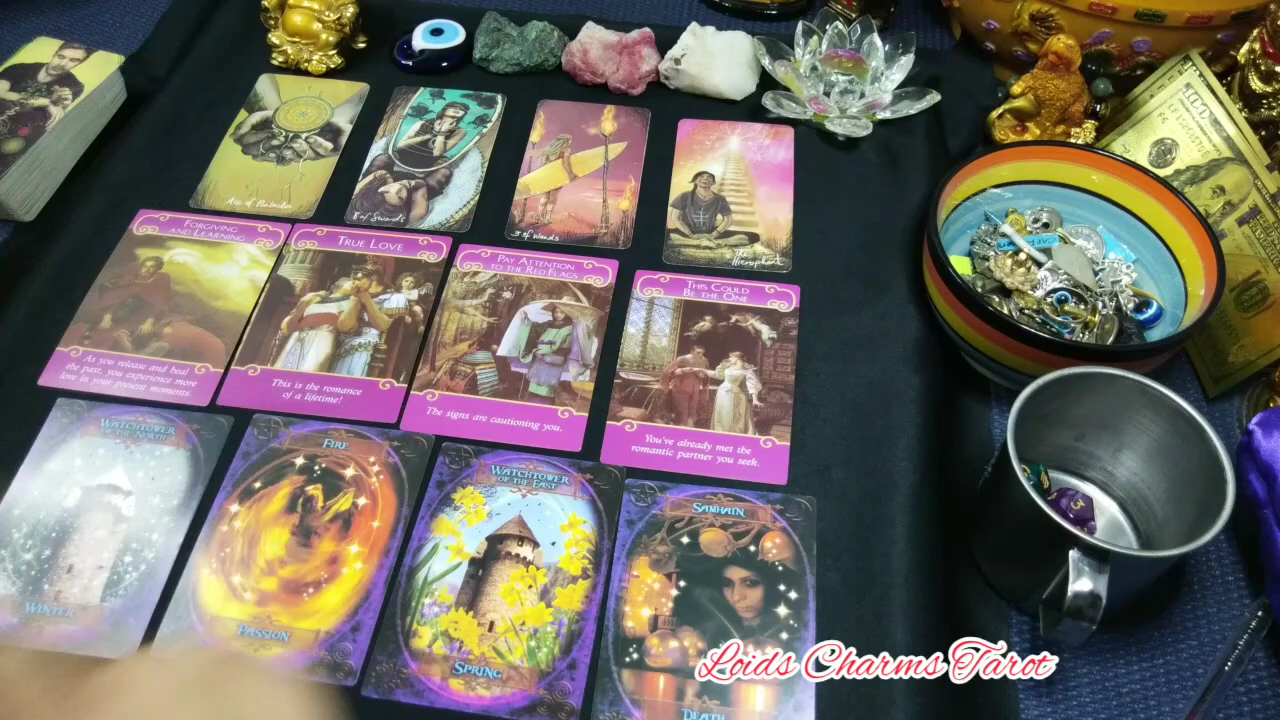 Ace of Pentacles
8 of Swords
3 of Wands
The
Hierophant
FORGIVING
AND LEARNING
As you release and heal
the past, you experience more
love in your present moments.
TRUE LOVE
This is the romance
of a lifetime!
PAY ATTENTION
TO THE RED FLAGS
The signs are cautioning you.
THIS COULD
BE THE ONE
You've already met the
romantic partner you seek.
WATCHTOWER
OF THE NORTH
WINTER
FIRE
PASSION
WATCHTOWER
OF THE EAST
SPRING
SAMHAIN
DEATH
100
3
Loids Charms Tarot